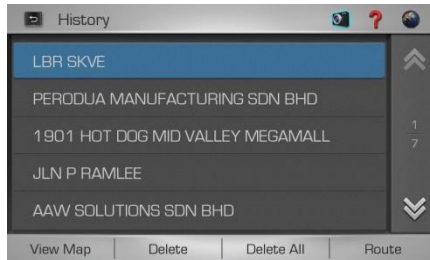 History
?
LBR SKVE
PERODUA MANUFACTURING SDN BHD
1901 HOT DOG MID VALLEY MEGAMALL
1
7
JLN P RAMLEE
AAW SOLUTIONS SDN BHD
View Map Delete Delete All Route